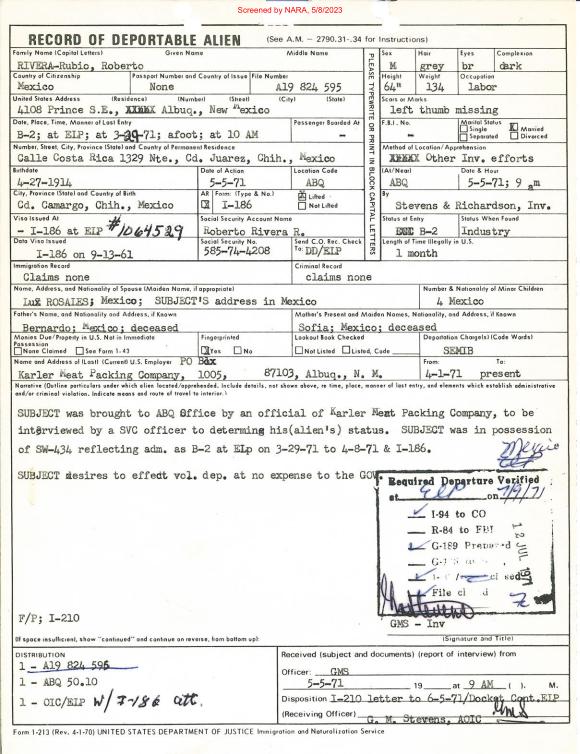 Screened by NARA, 5/8/2023
RECORD OF DEPORTABLE ALIEN (See A.M. - 2790.31-.34 for Instructions)
Family Name (Capital Letters) Given Name Middle Name Sex Hair Eyes Complexion
RIVERA-Rubio, Roberto M grey br dark
Country of Citizenship Passport Number and Country of Issue File Number Height Weight Occupation
Mexico None A19 824 595 64" 134 labor
United States Address (Residence) (Number) (Street) (City) (State) Scars or Marks
4108 Prince S.E., Albuq., New Mexico left thumb missing
Date, Place, Time, Manner of Last Entry Passenger Boarded At F.B.I. No. Marital Status
B-2; at ELP; at 3-29-71; afoot; at 10 AM - - Single X Married
Separated Divorced
Number, Street, City, Province (State) and Country of Permanent Residence Method of Location/Apprehension
Calle Costa Rica 1329 Nte., Cd. Juarez, Chih., Mexico Other Inv. efforts
Birthdate Date of Action Location Code (At/Near) Date & Hour
4-27-1914 5-5-71 ABQ ABQ 5-5-71; 9 am
City, Province (State) and Country of Birth AR Form: (Type & No.) Lifted By
Cd. Camargo, Chih., Mexico X I-186 Not Lifted Stevens & Richardson, Inv.
Visa Issued At Social Security Account Name Status at Entry Status When Found
- I-186 at ELP #1064529 Roberto Rivera R. B-2 Industry
Date Visa Issued Social Security No. Send C.O. Rec. Check To: Length of Time Illegally in U.S.
I-186 on 9-13-61 585-74-4208 DD/ELP 1 month
PLEASE TYPEWRITE OR PRINT IN BLOCK CAPITAL LETTERS
Immigration Record Criminal Record
Claims none claims none
Name, Address, and Nationality of Spouse (Maiden Name, if appropriate) Number & Nationality of Minor Children
Luz ROSALES; Mexico; SUBJECT'S address in Mexico 4 Mexico
Father's Name, and Nationality and Address, if Known Mother's Present and Maiden Names, Nationality, and Address, if Known
Bernardo; Mexico; deceased Sofia; Mexico; deceased
Monies Due/Property in U.S. Not in Immediate Possession Fingerprinted Lookout Book Checked Deportation Charge(s) (Code Words)
None Claimed See Form I-43 X Yes No Not Listed Listed, Code SEMIB
Name and Address of (Last) (Current) U.S. Employer From: To:
Karler Meat Packing Company, PO Box 1005, 87103, Albuq., N. M. 4-1-71 present
Narrative (Outline particulars under which alien located/apprehended. Include details, not shown above, re time, place, manner of last entry, and elements which establish administrative
and/or criminal violation. Indicate means and route of travel to interior.)
SUBJECT was brought to ABQ Office by an official of Karler Meat Packing Company, to be
interviewed by a SVC officer to determing his(alien's) status. SUBJECT was in possession
of SW-434 reflecting adm. as B-2 at ELp on 3-29-71 to 4-8-71 & I-186.
Mexico
ELP
SUBJECT desires to effect vol. dep. at no expense to the GOV.
Required Departure Verified
at ELP on 7/9/71
I-94 to CO
R-84 to FBI
G-189 Prepared
12 JUL 1971
GMS - Inv
(Signature and Title)
F/P; I-210
(If space insufficient, show "continued" and continue on reverse, from bottom up):
DISTRIBUTION
1 - A19 824 595
1 - ABQ 50.10
1 - OIC/ELP W/I-186 att.
Received (subject and documents) (report of interview) from
Officer: GMS
5-5-71 19 at 9 AM ( ). M.
Disposition I-210 letter to 6-5-71/Docket Cont,ELP
(Receiving Officer) GMS
G. M. Stevens, AOIC
Form I-213 (Rev. 4-1-70) UNITED STATES DEPARTMENT OF JUSTICE Immigration and Naturalization Service